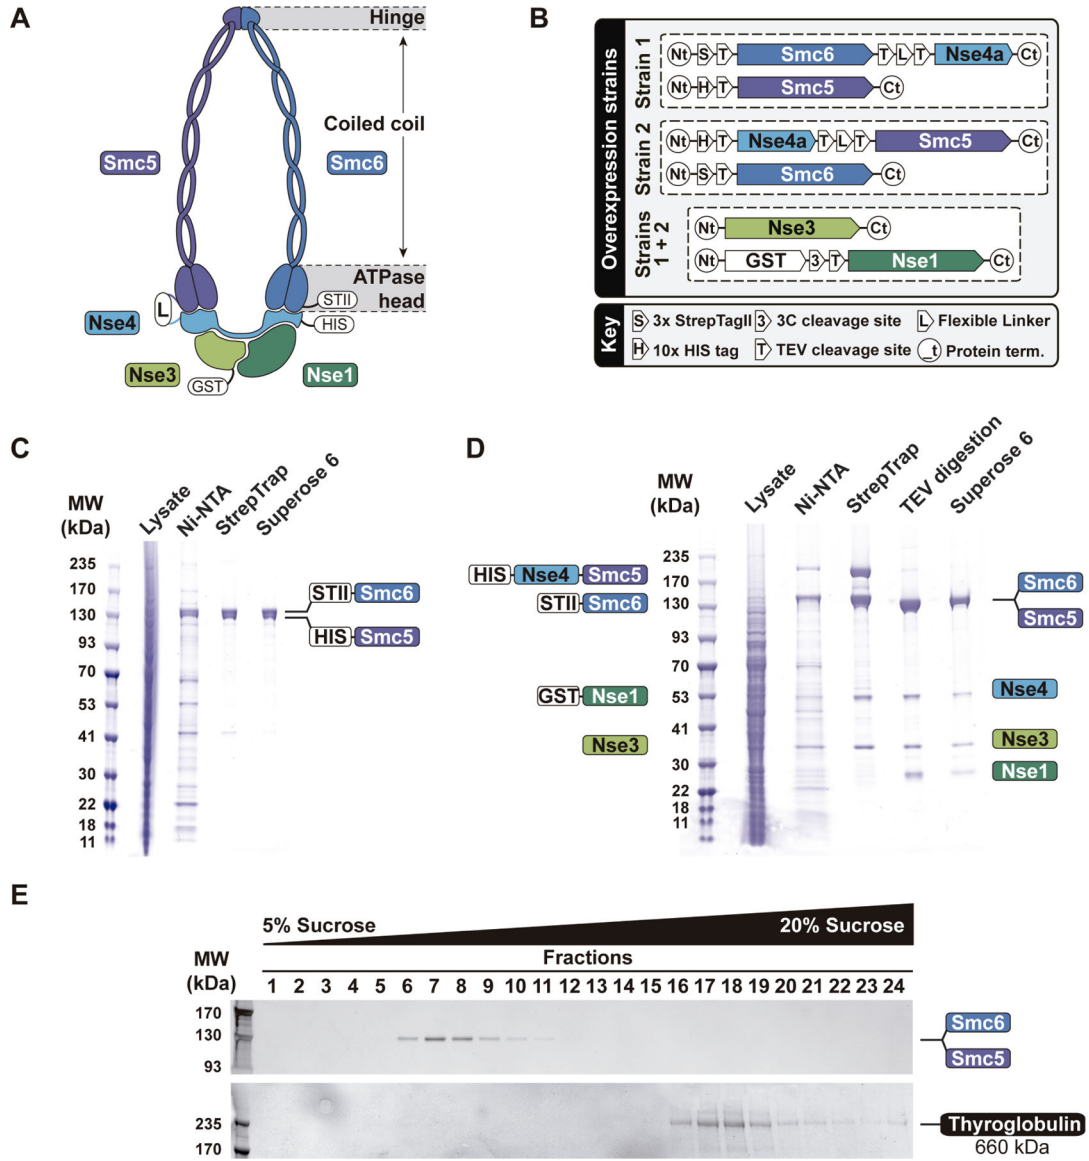 A
Hinge
Coiled coil
Smc5
Smc6
ATPase
head
STII
L
HIS
Nse4
Nse3
Nse1
GST
B
Overexpression strains
Strain 1
Nt S T Smc6 T L T Nse4a Ct
Nt H T Smc5 Ct
Strain 2
Nt H T Nse4a T L T Smc5 Ct
Nt S T Smc6 Ct
Strains
1 + 2
Nt Nse3 Ct
Nt GST 3 T Nse1 Ct
Key
S 3x StrepTagII 3 3C cleavage site L Flexible Linker
H 10x HIS tag T TEV cleavage site _t Protein term.
C
MW
(kDa)
Lysate
Ni-NTA
StrepTrap
Superose 6
235
170
130
93
70
53
41
30
22
18
11
STII Smc6
HIS Smc5
D
MW
(kDa)
Lysate
Ni-NTA
StrepTrap
TEV digestion
Superose 6
HIS Nse4 Smc5
STII Smc6
GST Nse1
Nse3
235
170
130
93
70
53
41
30
22
18
11
Smc6
Smc5
Nse4
Nse3
Nse1
E
5% Sucrose 20% Sucrose
Fractions
MW
(kDa)
1 2 3 4 5 6 7 8 9 10 11 12 13 14 15 16 17 18 19 20 21 22 23 24
170
130
93
Smc6
Smc5
235
170
Thyroglobulin
660 kDa